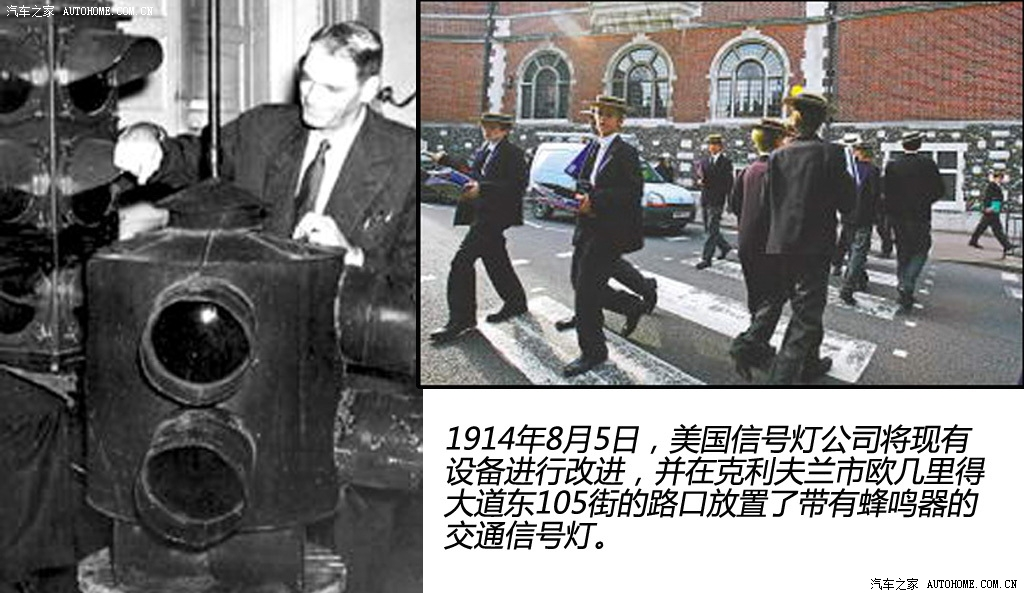 汽车之家 AUTOHOME.COM.CN
1914年8月5日，美国信号灯公司将现有
设备进行改进，并在克利夫兰市欧几里得
大道东105街的路口放置了带有蜂鸣器的
交通信号灯。
汽车之家 AUTOHOME.COM.CN